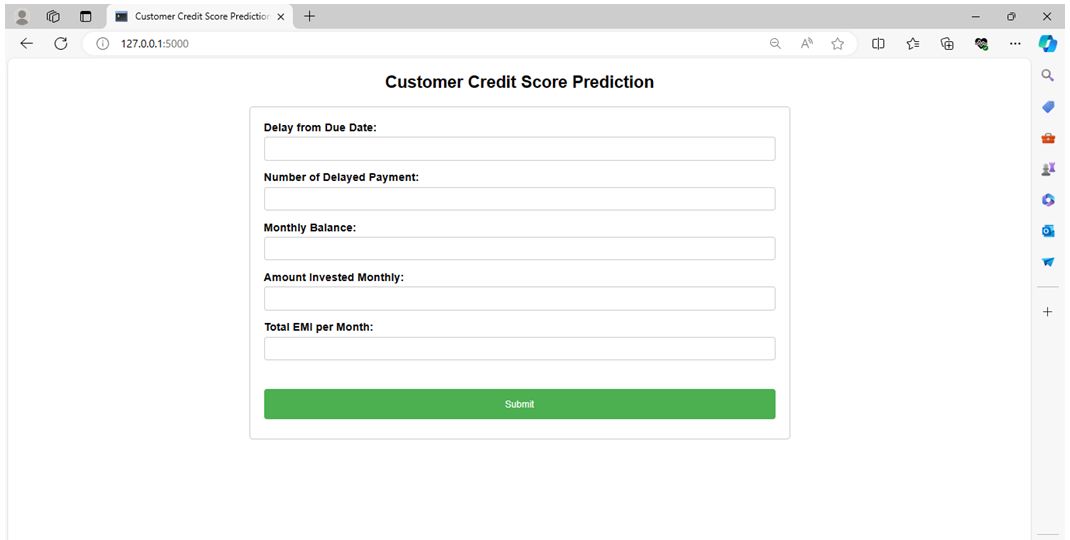 Customer Credit Score Prediction
127.0.0.1:5000
Customer Credit Score Prediction
Delay from Due Date:
Number of Delayed Payment:
Monthly Balance:
Amount Invested Monthly:
Total EMI per Month:
Submit